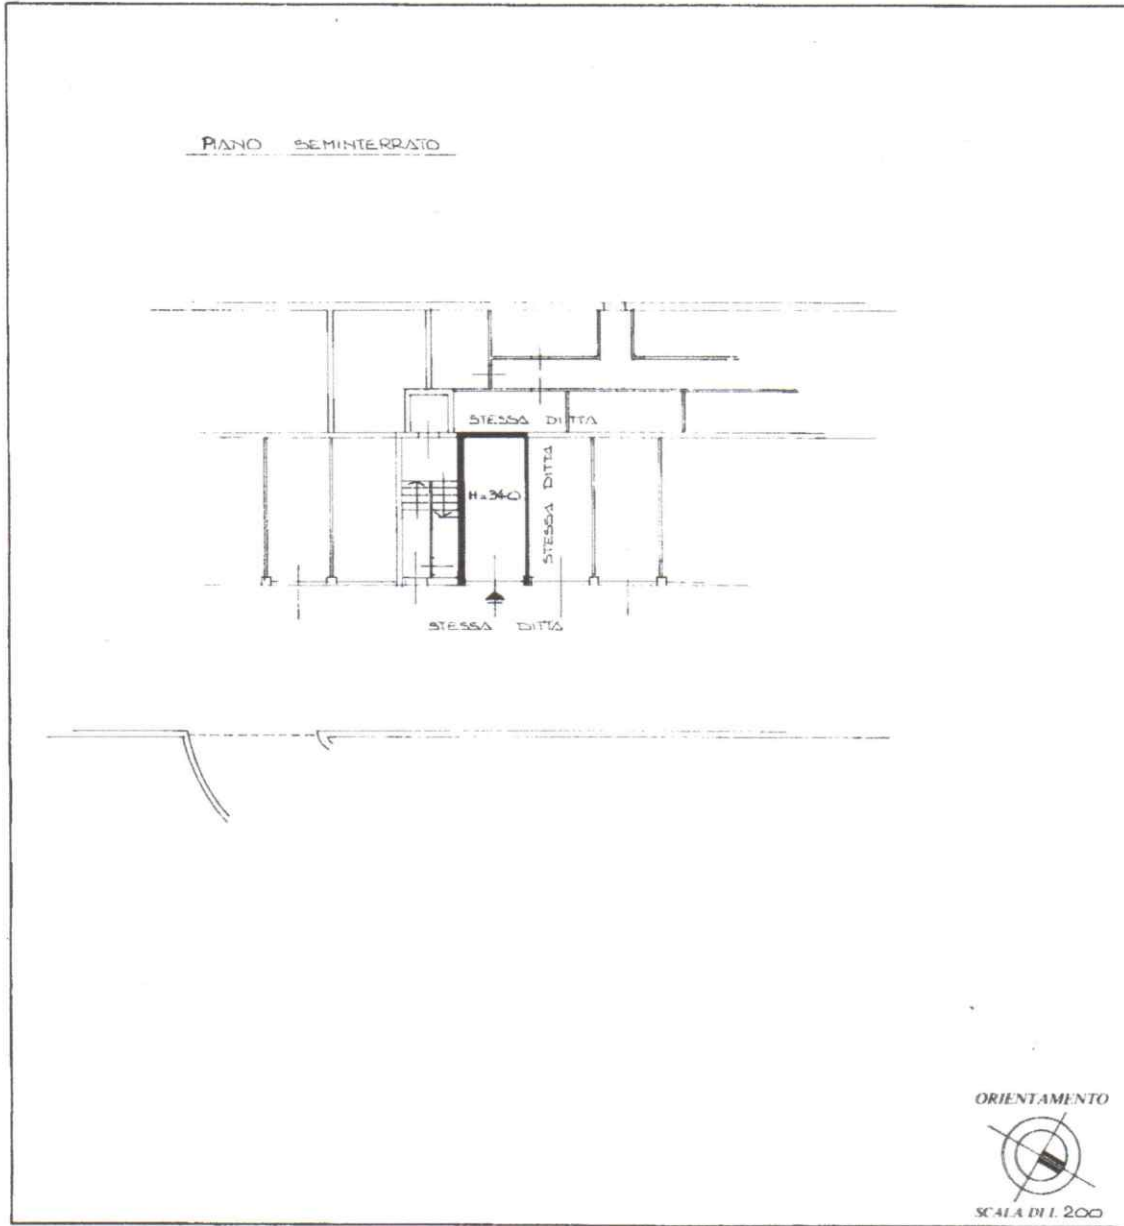 PIANO SEMINTERRATO
STESSA DITTA
STESSA DITTA
H=340
STESSA DITTA
ORIENTAMENTO
SCALA DI 1: 200